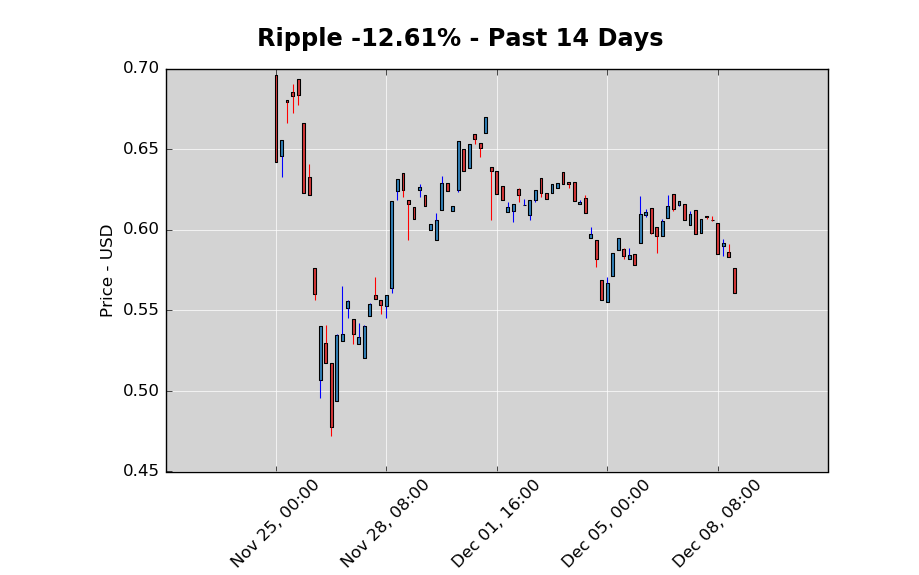 Ripple -12.61% - Past 14 Days
0.70
0.65
0.60
0.55
0.50
0.45
Price - USD
Nov 25, 00:00
Nov 28, 08:00
Dec 01, 16:00
Dec 05, 00:00
Dec 08, 08:00